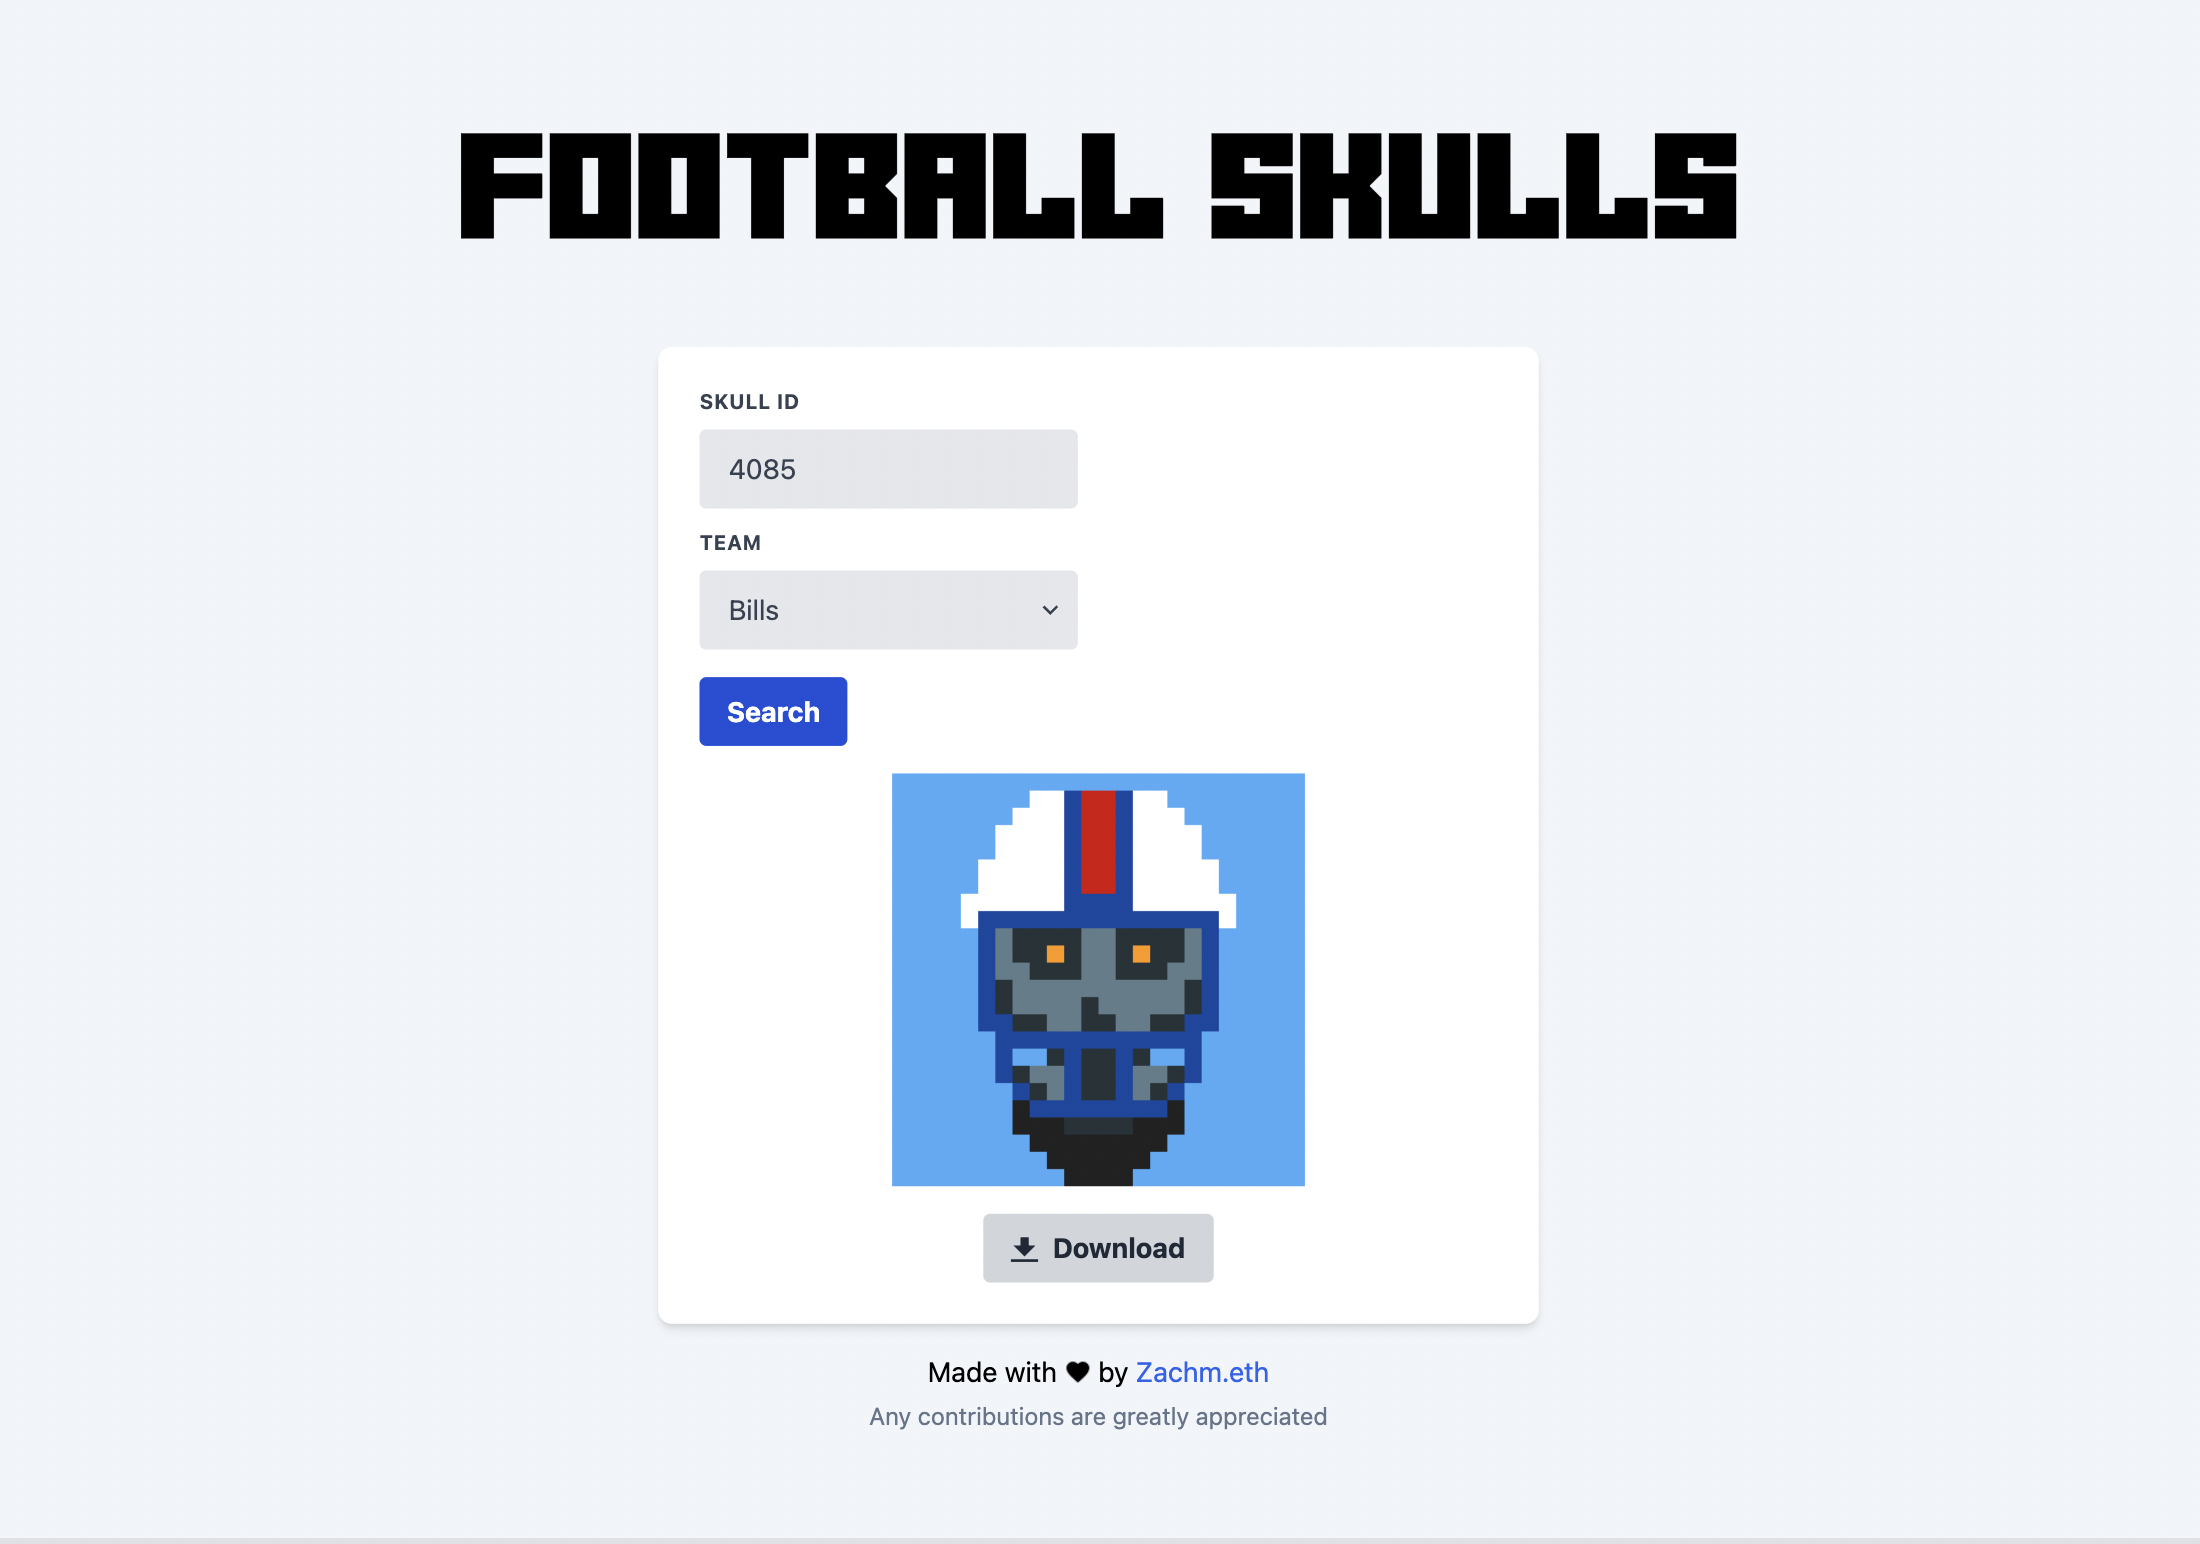 FOOTBALL SKULLS
SKULL ID
4085
TEAM
Bills
Search
Download
Made with ♥ by Zachm.eth
Any contributions are greatly appreciated